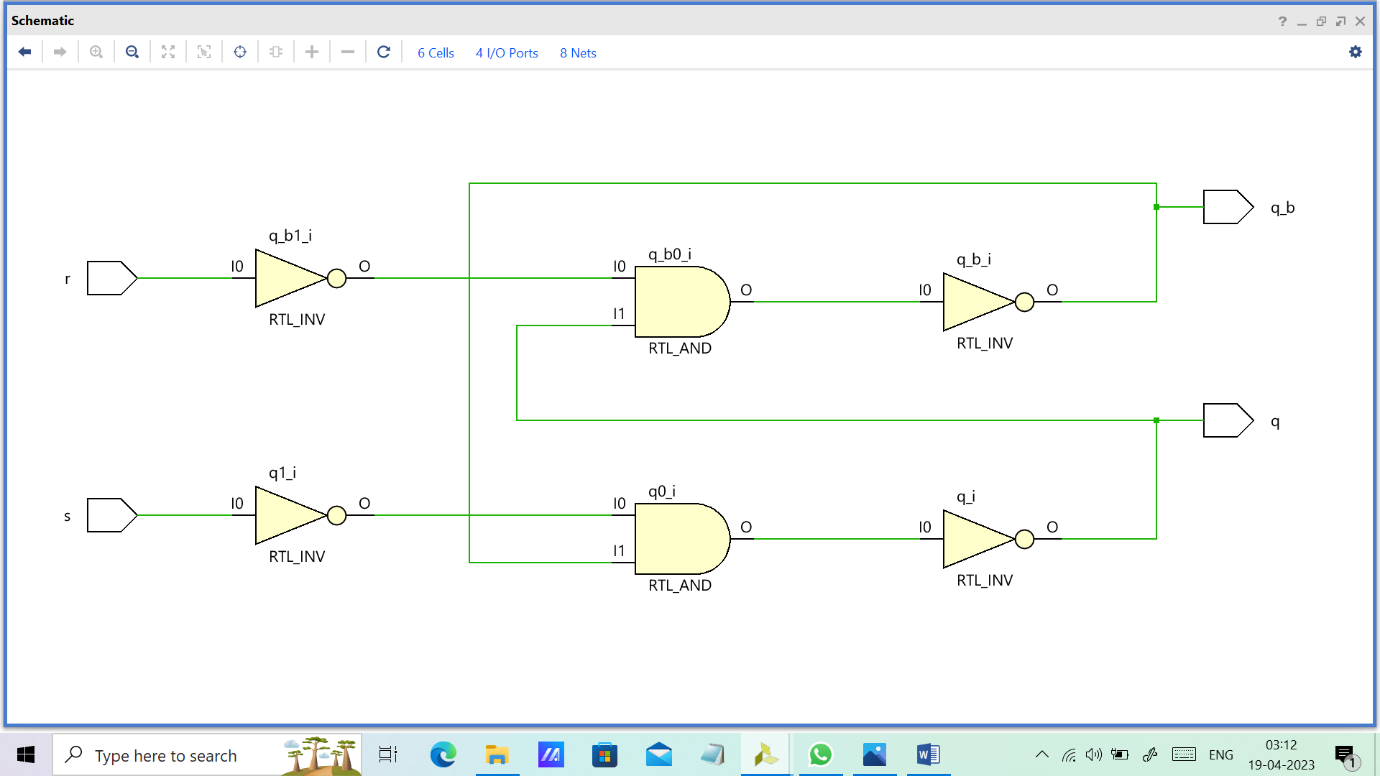 Schematic
? _
6 Cells 4 I/O Ports 8 Nets
q_b
q_b1_i
q_b0_i
q_b_i
r
I0 O
I0
I1
O
I0 O
RTL_INV
RTL_AND
RTL_INV
q
q1_i
q0_i
q_i
s
I0 O
I0
I1
O
I0 O
RTL_INV
RTL_AND
RTL_INV
Type here to search
ENG
03:12
19-04-2023
1